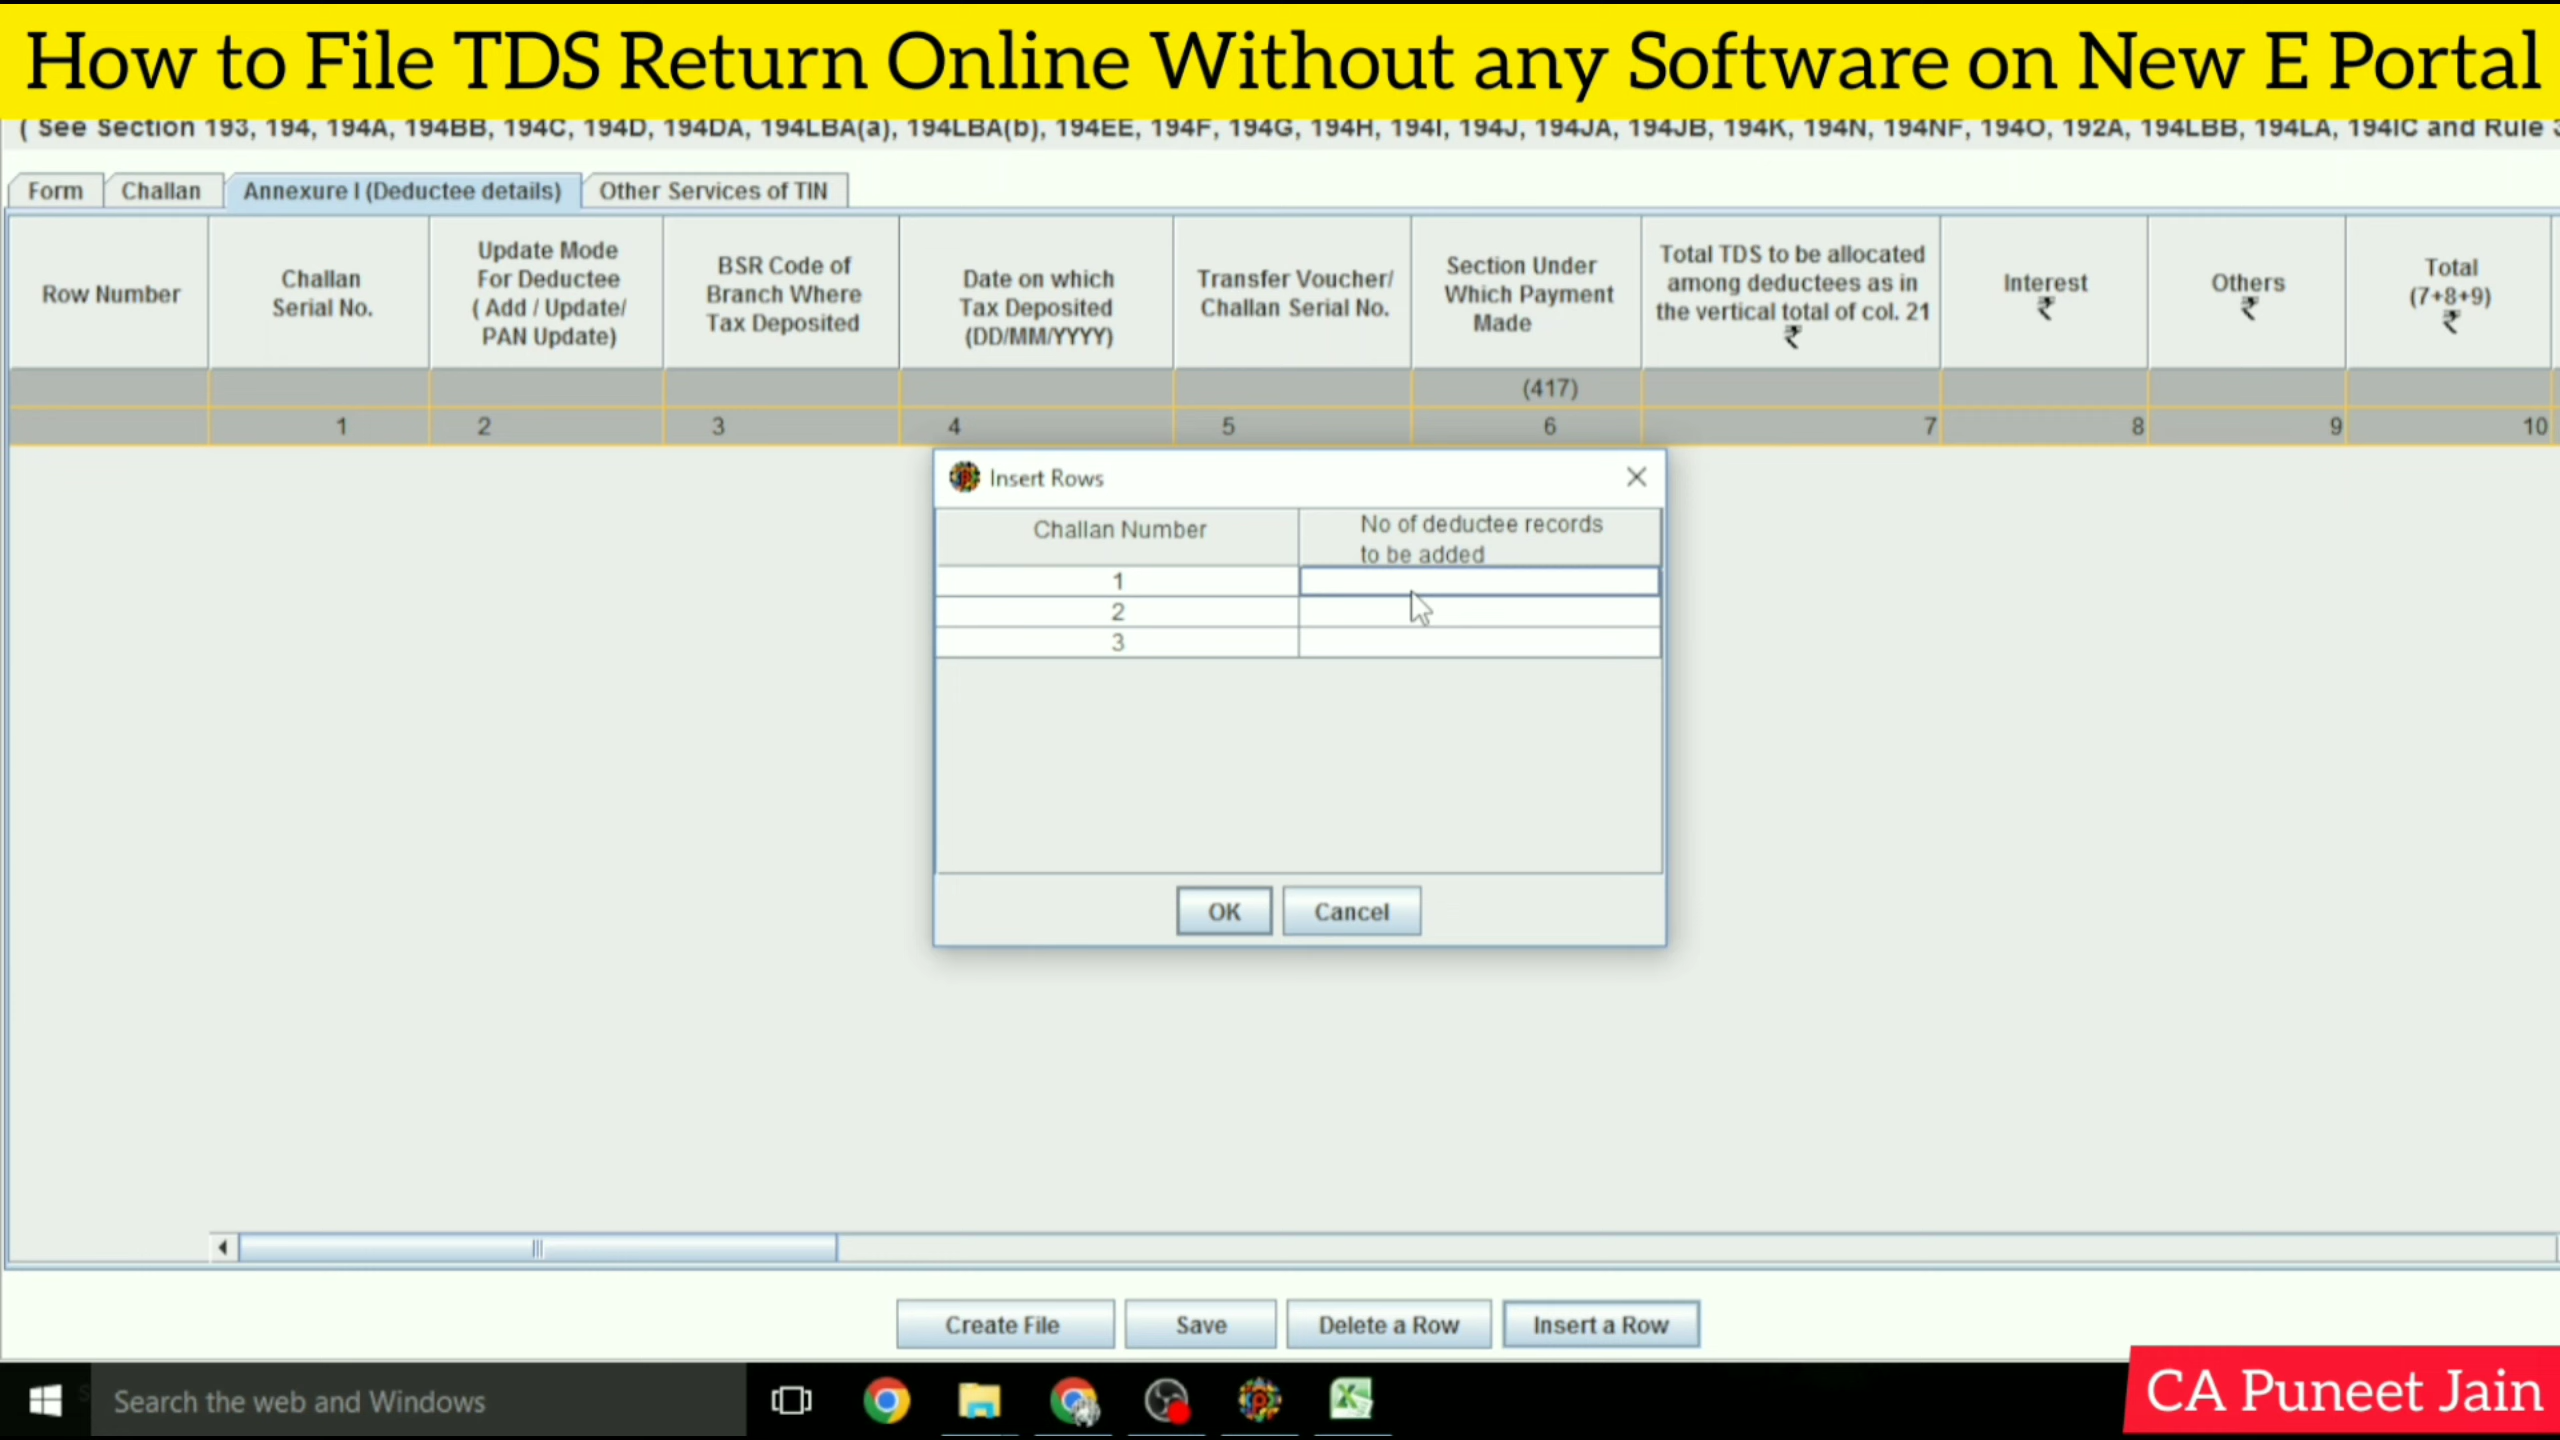 How to File TDS Return Online Without any Software on New E Portal
( See Section 193, 194, 194A, 194BB, 194C, 194D, 194DA, 194LBA(a), 194LBA(b), 194EE, 194F, 194G, 194H, 194I, 194J, 194JA, 194JB, 194K, 194N, 194NF, 194O, 192A, 194LBB, 194LA, 194IC and Rule
Form Challan Annexure I (Deductee details) Other Services of TIN
Row Number
Challan
Serial No.
Update Mode
For Deductee
( Add / Update/
PAN Update)
BSR Code of
Branch Where
Tax Deposited
Date on which
Tax Deposited
(DD/MM/YYYY)
Transfer Voucher/
Challan Serial No.
Section Under
Which Payment
Made
Total TDS to be allocated
among deductees as in
the vertical total of col. 21
₹
Interest
₹
Others
₹
Total
(7+8+9)
₹
(417)
1 2 3 4 5 6 7 8 9 10
Insert Rows
Challan Number
No of deductee records
to be added
1
2
3
OK Cancel
Create File Save Delete a Row Insert a Row
Search the web and Windows
CA Puneet Jain